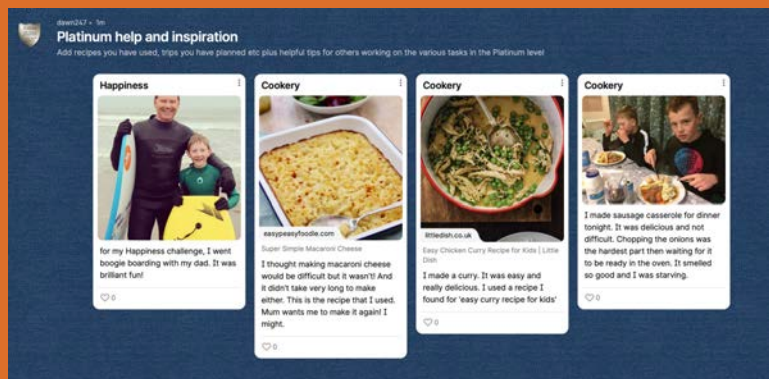 dawn247 • 1m
Platinum help and inspiration
Add recipes you have used, trips you have planned etc plus helpful tips for others working on the various tasks in the Platinum level
Happiness
for my Happiness challenge, I went
boogie boarding with my dad. It was
brilliant fun!
0
Cookery
easypeasyfoodie.com
Super Simple Macaroni Cheese
I thought making macaroni cheese
would be difficult but it wasn't! And
it didn't take very long to make
either. This is the recipe that I used.
Mum wants me to make it again! I
might.
0
Cookery
littledish.co.uk
Easy Chicken Curry Recipe for Kids | Little
Dish
I made a curry. It was easy and
really delicious. I used a recipe I
found for 'easy curry recipe for kids'
0
Cookery
I made sausage casserole for dinner
tonight. It was delicious and not
difficult. Chopping the onions was
the hardest part then waiting for it
to be ready in the oven. It smelled
so good and I was starving.
0